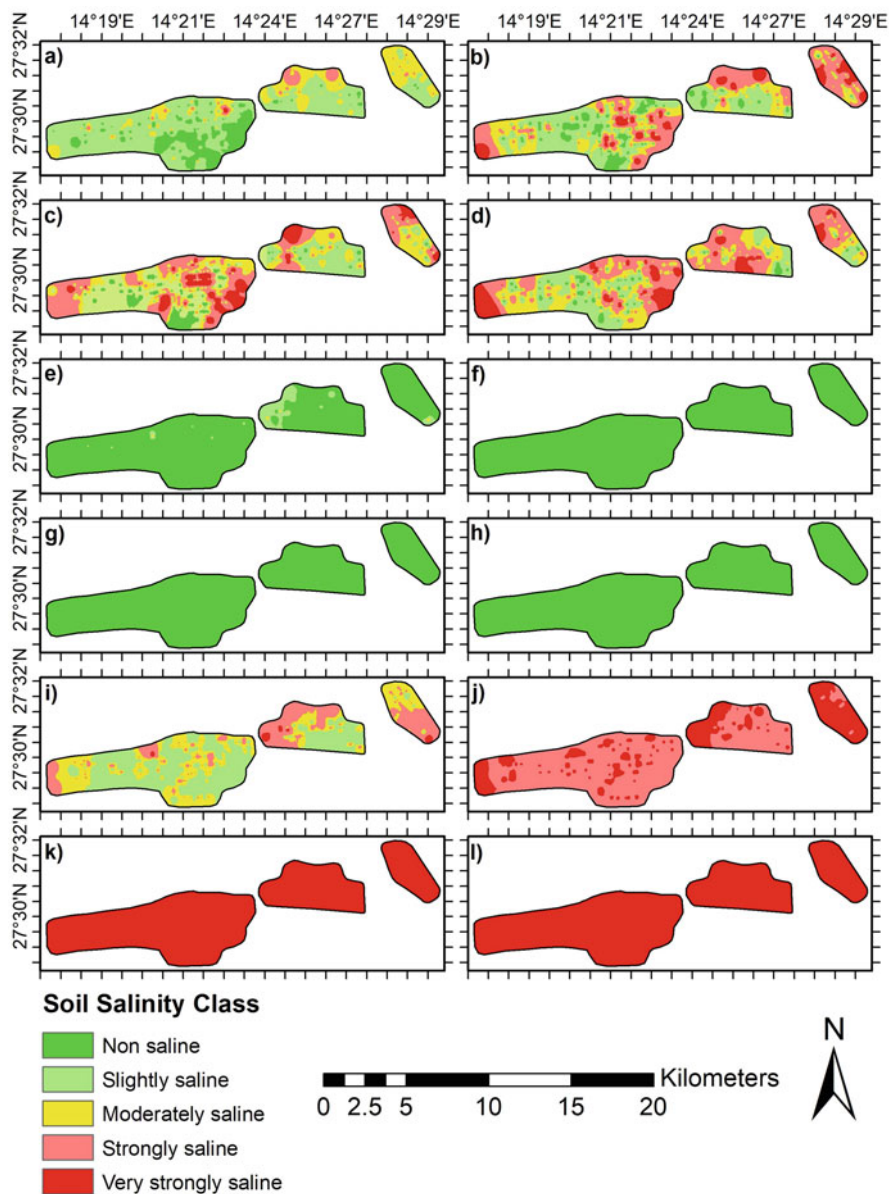 14°19'E 14°21'E 14°24'E 14°27'E 14°29'E 14°19'E 14°21'E 14°24'E 14°27'E 14°29'E
27°32'N
27°30'N
a)
b)
27°32'N
27°30'N
c)
d)
27°32'N
27°30'N
e)
f)
27°32'N
27°30'N
g)
h)
27°32'N
27°30'N
i)
j)
27°32'N
27°30'N
k)
l)
Soil Salinity Class
Non saline
Slightly saline
Moderately saline
Strongly saline
Very strongly saline
Kilometers
0 2.5 5 10 15 20
N